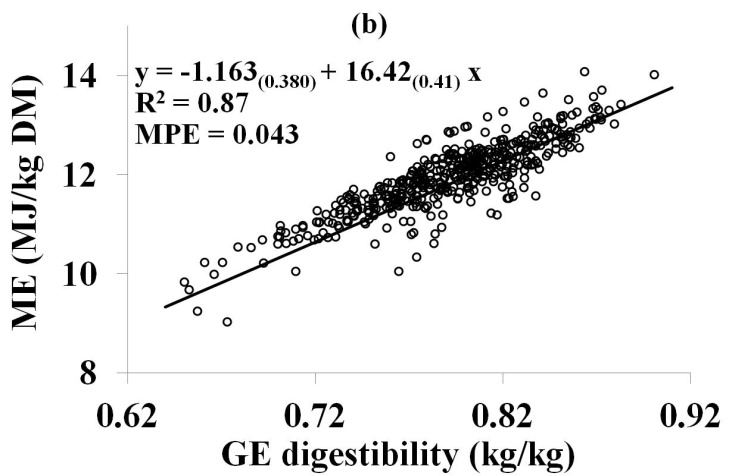 (b)
y = -1.163(0.380) + 16.42(0.41) x
R² = 0.87
MPE = 0.043
ME (MJ/kg DM)
14
12
10
8
0.62 0.72 0.82 0.92
GE digestibility (kg/kg)